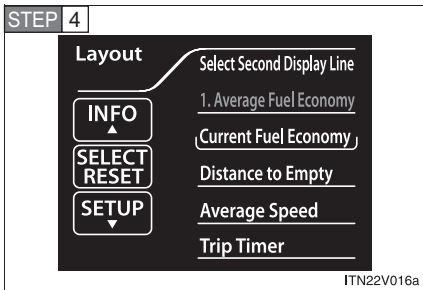 STEP 4
Layout
Select Second Display Line
1. Average Fuel Economy
INFO
Current Fuel Economy
SELECT
RESET
Distance to Empty
SETUP
Average Speed
Trip Timer
ITN22V016a